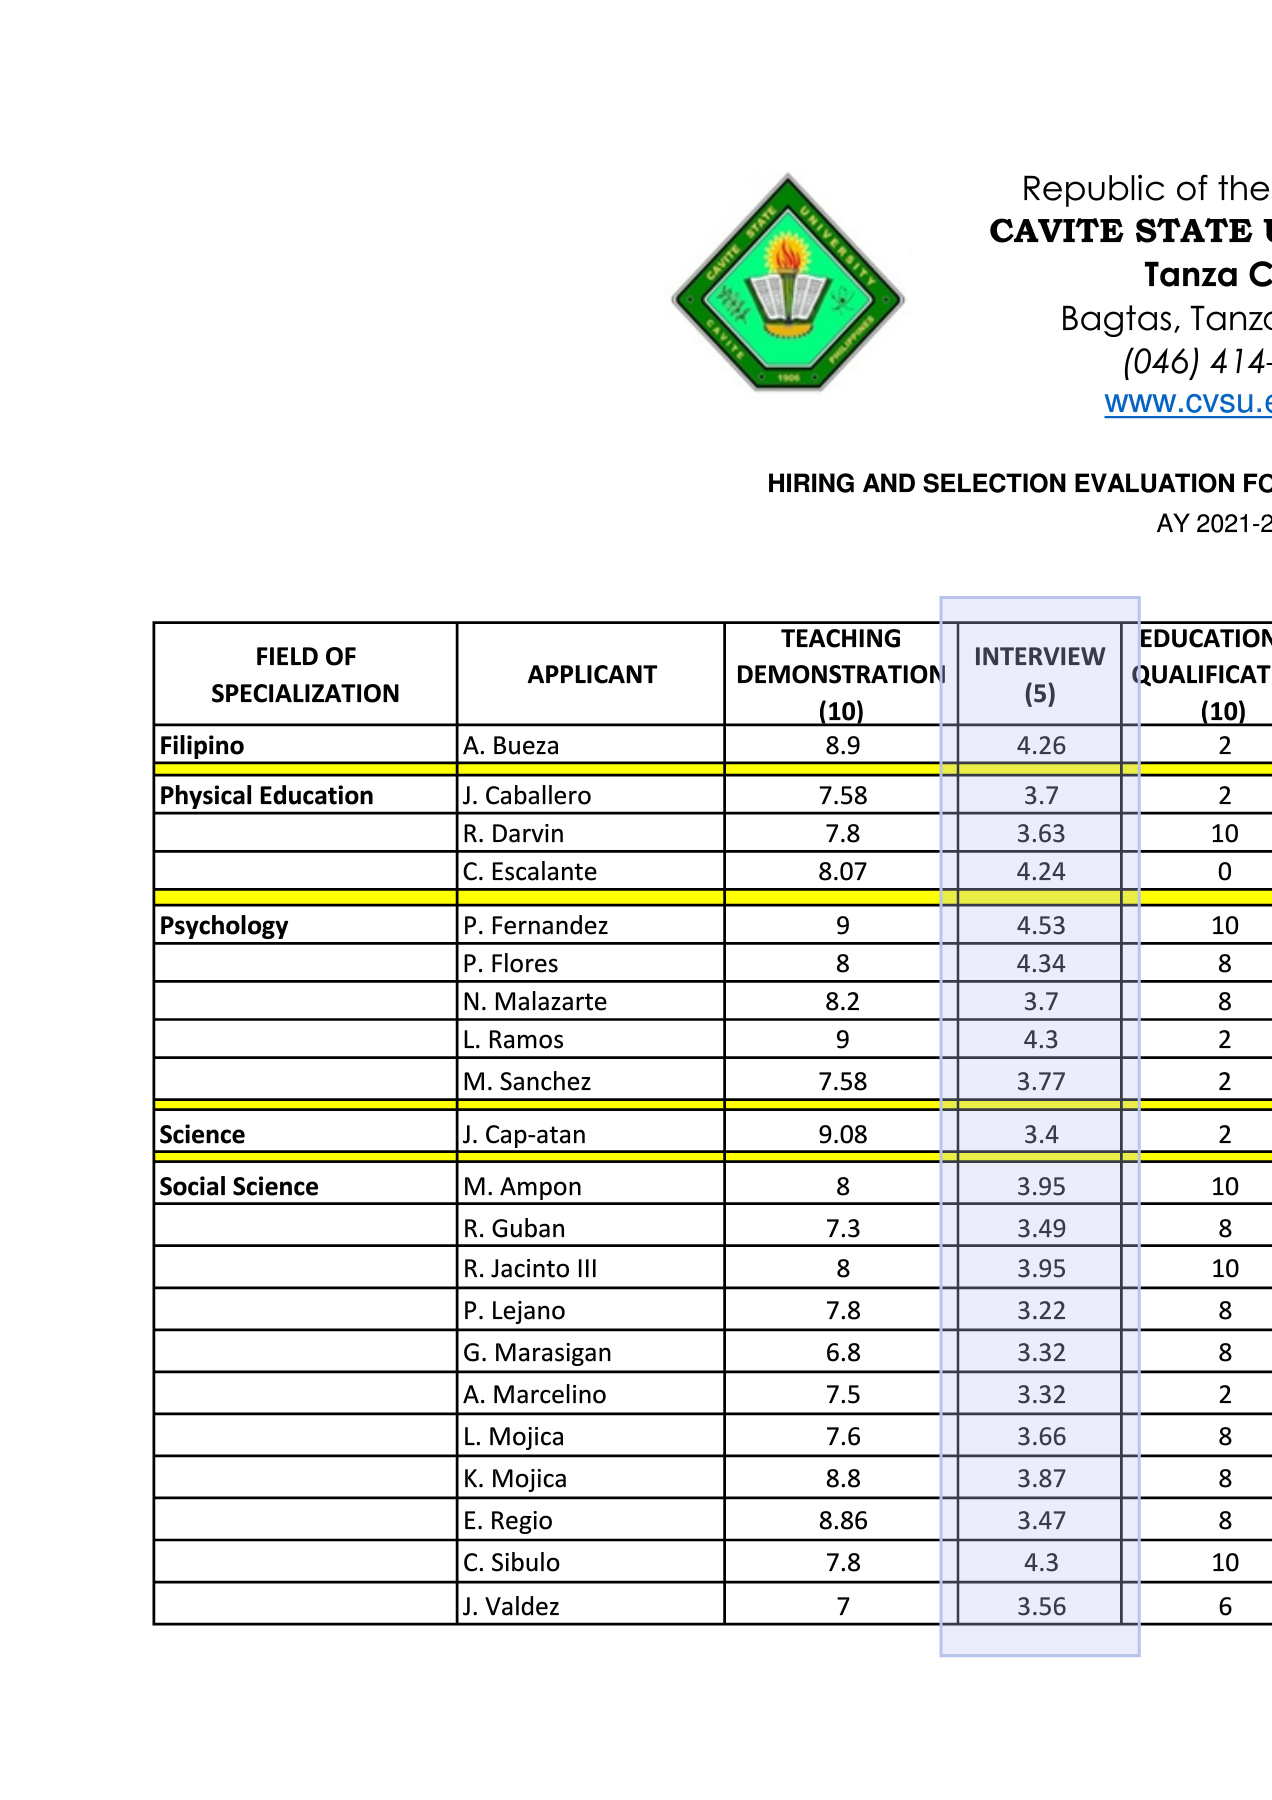 CAVITE STATE UNIVERSITY
CAVITE
PHILIPPINES
1906
Republic of the
CAVITE STATE U
Tanza C
Bagtas, Tanza
(046) 414-
www.cvsu.e
HIRING AND SELECTION EVALUATION FO
AY 2021-2
FIELD OF SPECIALIZATION APPLICANT TEACHING DEMONSTRATION (10) INTERVIEW (5) EDUCATION QUALIFICAT (10)
Filipino A. Bueza 8.9 4.26 2
Physical Education J. Caballero 7.58 3.7 2
R. Darvin 7.8 3.63 10
C. Escalante 8.07 4.24 0
Psychology P. Fernandez 9 4.53 10
P. Flores 8 4.34 8
N. Malazarte 8.2 3.7 8
L. Ramos 9 4.3 2
M. Sanchez 7.58 3.77 2
Science J. Cap-atan 9.08 3.4 2
Social Science M. Ampon 8 3.95 10
R. Guban 7.3 3.49 8
R. Jacinto III 8 3.95 10
P. Lejano 7.8 3.22 8
G. Marasigan 6.8 3.32 8
A. Marcelino 7.5 3.32 2
L. Mojica 7.6 3.66 8
K. Mojica 8.8 3.87 8
E. Regio 8.86 3.47 8
C. Sibulo 7.8 4.3 10
J. Valdez 7 3.56 6